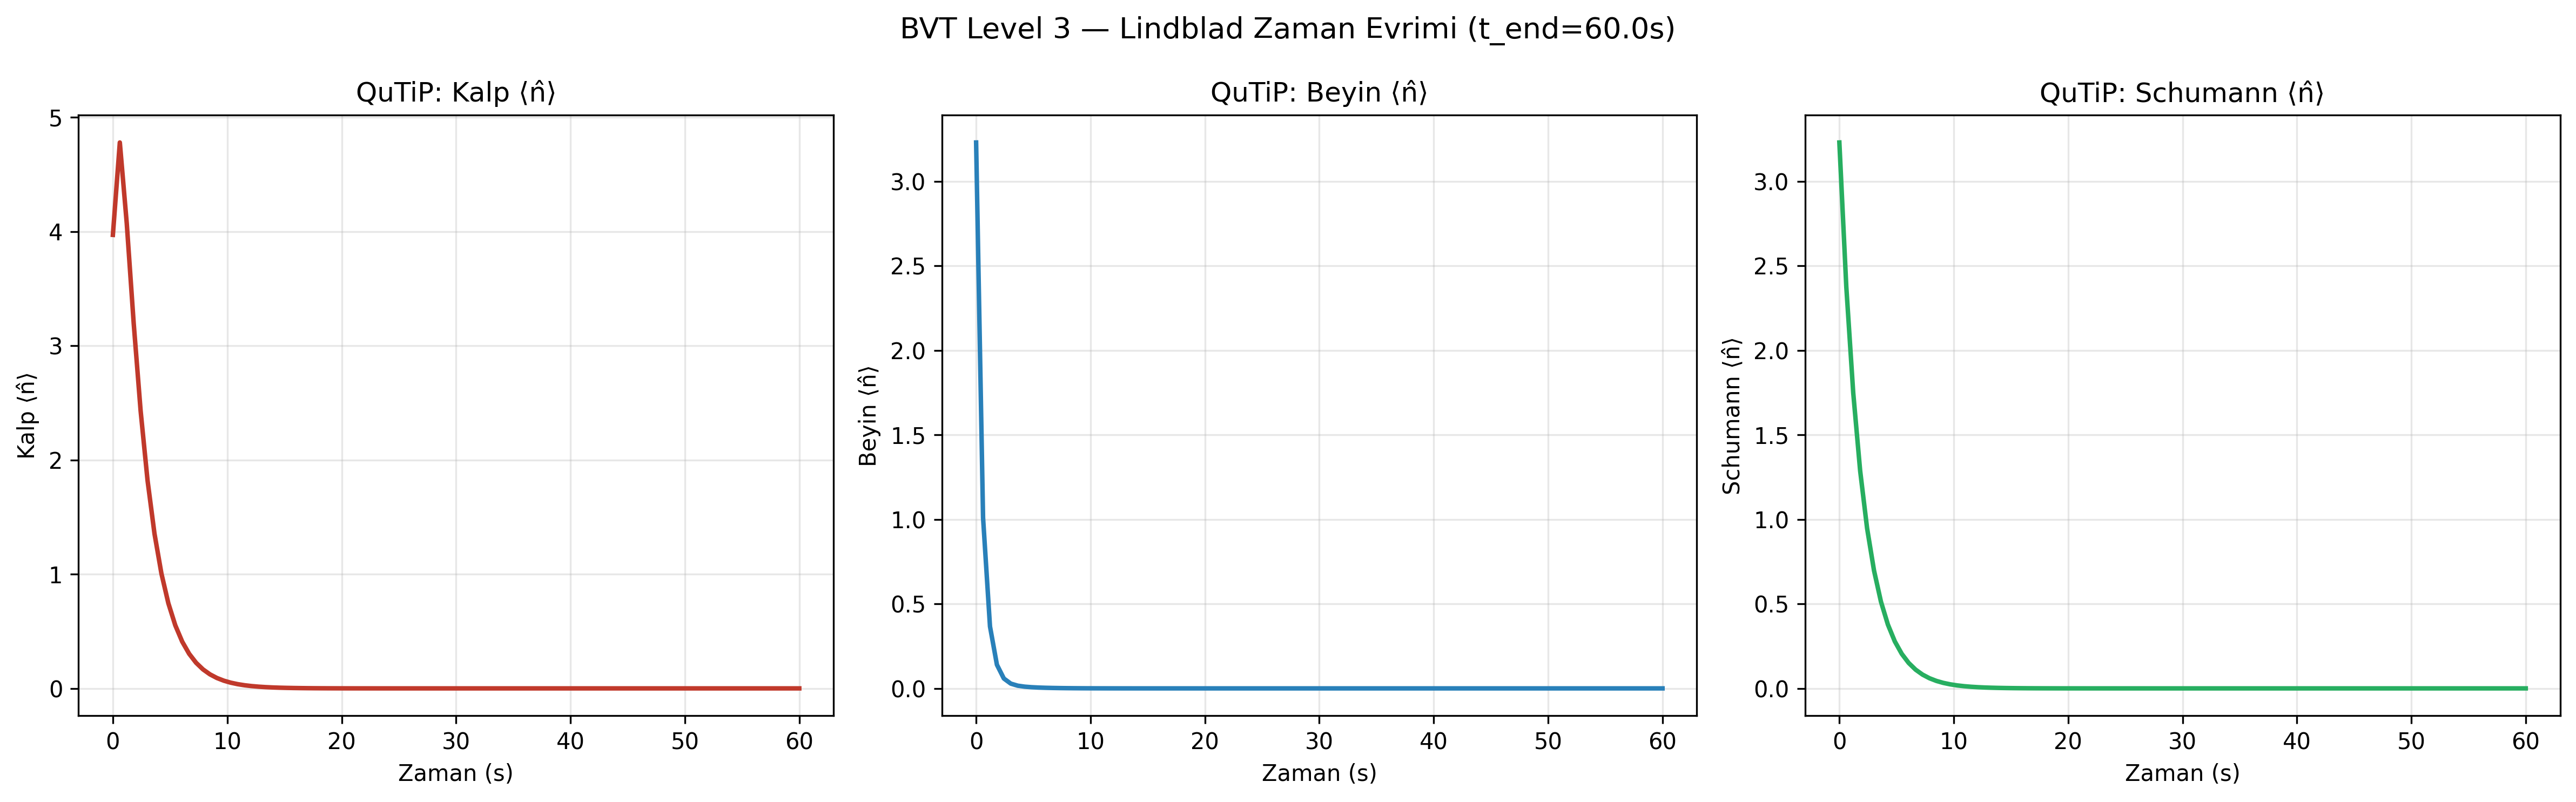 BVT Level 3 — Lindblad Zaman Evrimi (t_end=60.0s)
QuTiP: Kalp ⟨n̂⟩
Kalp ⟨n̂⟩
5
4
3
2
1
0
0 10 20 30 40 50 60
Zaman (s)
QuTiP: Beyin ⟨n̂⟩
Beyin ⟨n̂⟩
3.0
2.5
2.0
1.5
1.0
0.5
0.0
0 10 20 30 40 50 60
Zaman (s)
QuTiP: Schumann ⟨n̂⟩
Schumann ⟨n̂⟩
3.0
2.5
2.0
1.5
1.0
0.5
0.0
0 10 20 30 40 50 60
Zaman (s)